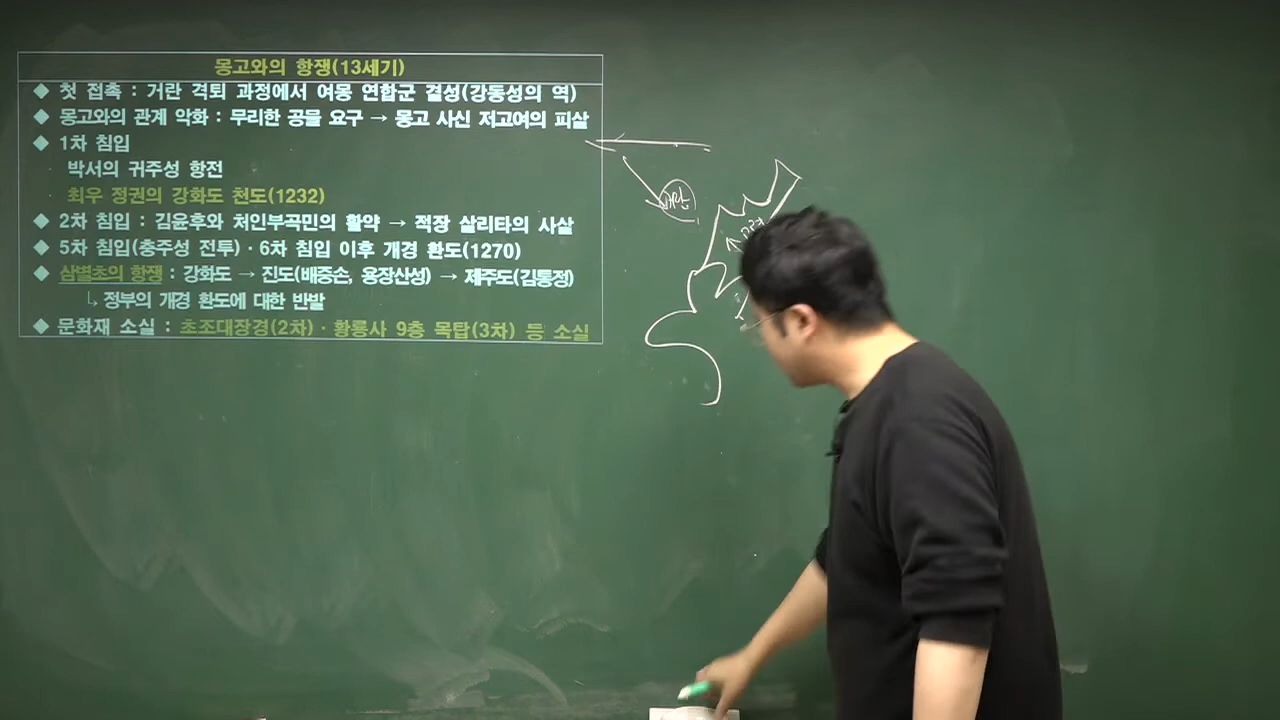 몽고와의 항쟁(13세기)
◆ 첫 접촉 : 거란 격퇴 과정에서 여몽 연합군 결성(강동성의 역)
◆ 몽고와의 관계 악화 : 무리한 공물 요구 → 몽고 사신 저고여의 피살
◆ 1차 침입
· 박서의 귀주성 항전
· 최우 정권의 강화도 천도(1232)
◆ 2차 침입 : 김윤후와 처인부곡민의 활약 → 적장 살리타의 사살
◆ 5차 침입(충주성 전투) · 6차 침입 이후 개경 환도(1270)
◆ 삼별초의 항쟁 : 강화도 → 진도(배중손, 용장산성) → 제주도(김통정)
↳ 정부의 개경 환도에 대한 반발
◆ 문화재 소실 : 초조대장경(2차) · 황룡사 9층 목탑(3차) 등 소실
거란